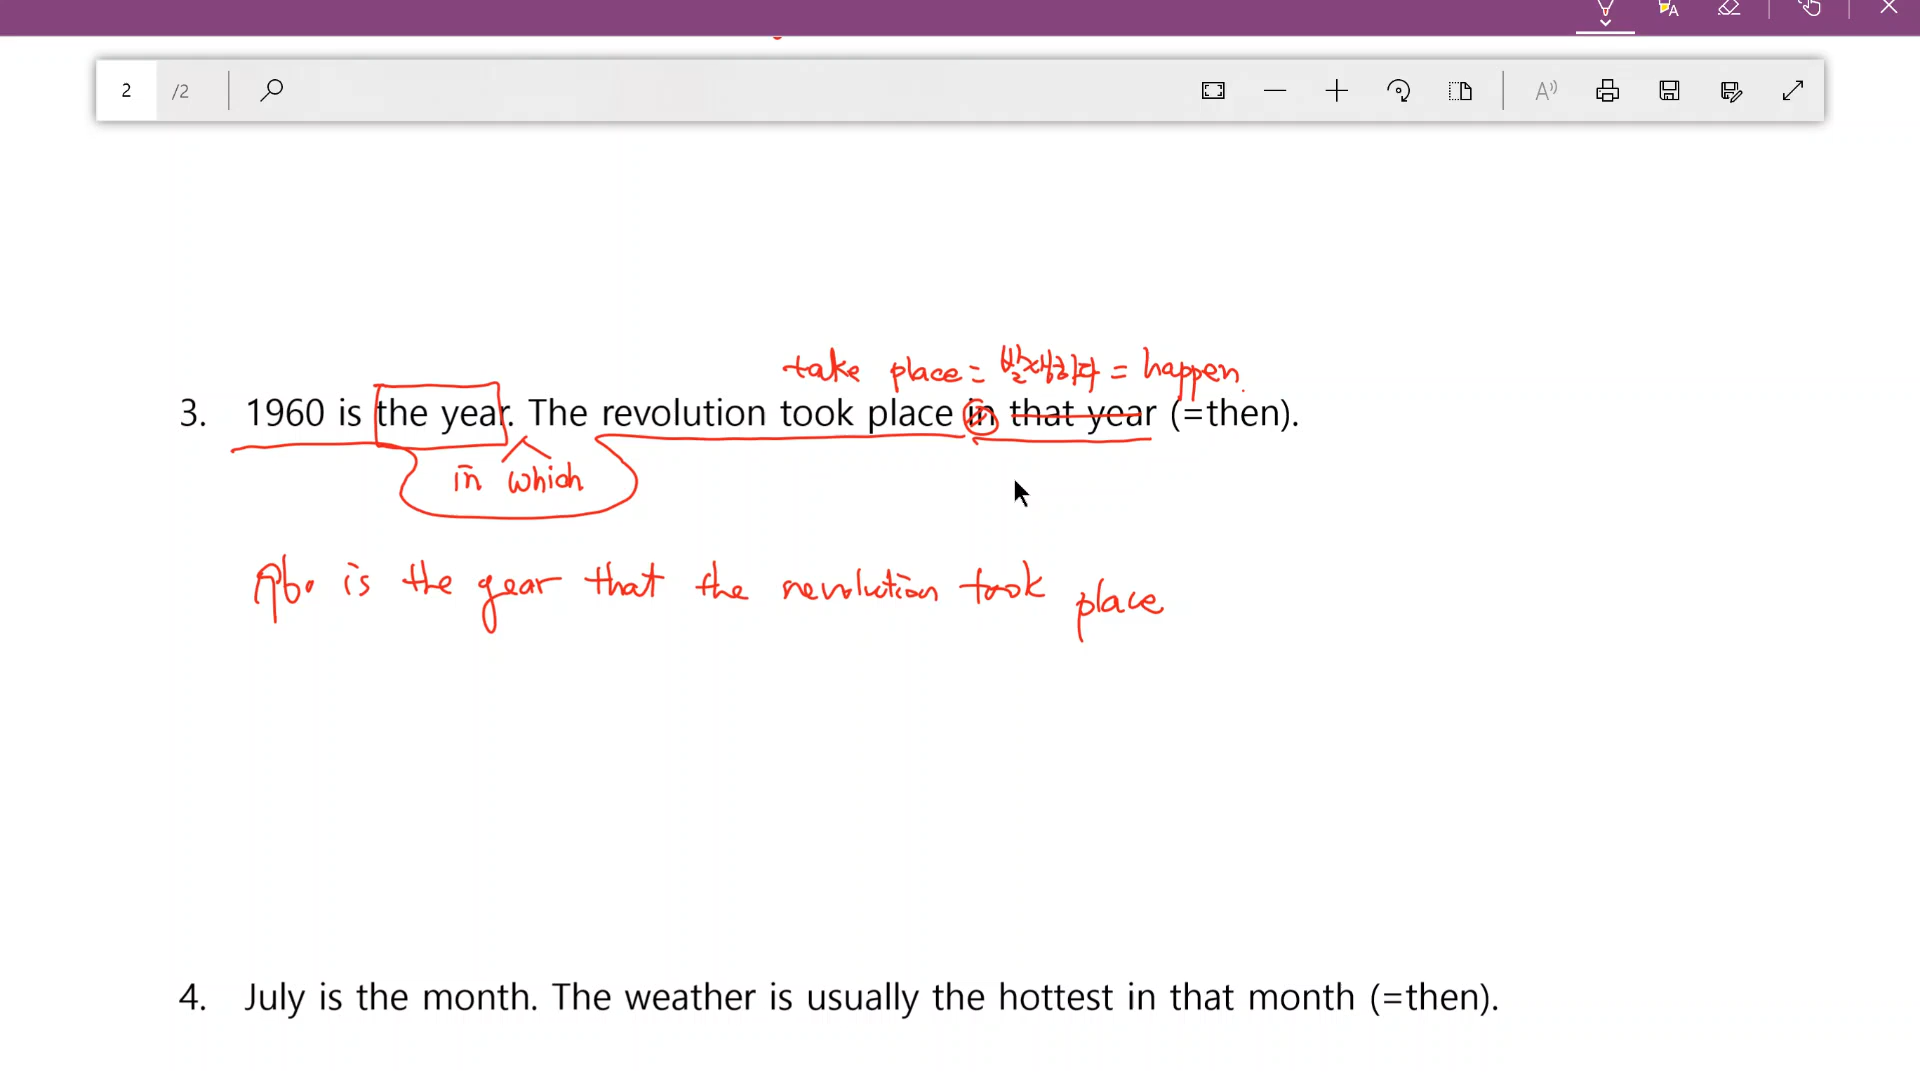 2 /2
take place = 발생하다 = happen.
3. 1960 is the year. The revolution took place in that year (=then).
in which
1960 is the year that the revolution took place
4. July is the month. The weather is usually the hottest in that month (=then).